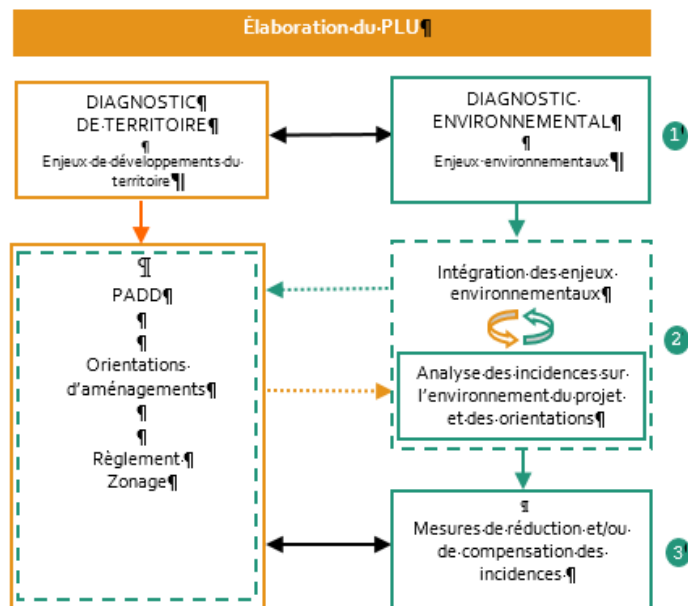 Élaboration·du·PLU¶
DIAGNOSTIC¶
DE·TERRITOIRE¶
¶
Enjeux·de·développements·du·
territoire¶
DIAGNOSTIC·
ENVIRONNEMENTAL¶
¶
Enjeux·environnementaux¶
1
¶
PADD¶
¶
¶
Orientations·
d'aménagements¶
¶
¶
Règlement·¶
Zonage¶
Intégration·des·enjeux·
environnementaux¶
Analyse·des·incidences·sur·
l'environnement·du·projet·
et·des·orientations¶
2
¶
Mesures·de·réduction·et/ou·
de·compensation·des·
incidences·¶
3